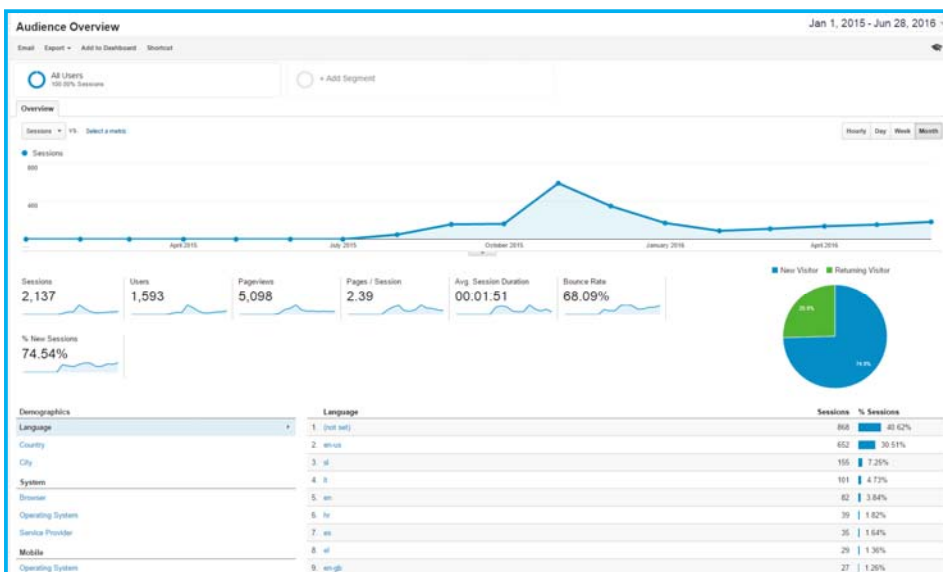 Audience Overview
Jan 1, 2015 - Jun 28, 2016
Email Export Add to Dashboard Shortcut
All Users
100.00% Sessions
+ Add Segment
Overview
Sessions VS. Select a metric
Hourly Day Week Month
Sessions
800
400
April 2015 July 2015 October 2015 January 2016 April 2016
New Visitor Returning Visitor
Sessions
2,137
Users
1,593
Pageviews
5,098
Pages / Session
2.39
Avg. Session Duration
00:01:51
Bounce Rate
68.09%
% New Sessions
74.54%
Demographics
Language
Country
City
System
Browser
Operating System
Service Provider
Mobile
Operating System
Language Sessions % Sessions
1. (not set) 868 40.62%
2. en-us 652 30.51%
3. sl 155 7.25%
4. 101 4.73%
5. en 82 3.84%
6. hr 39 1.82%
7. 35 1.64%
8. 29 1.36%
9. en-gb 27 1.26%